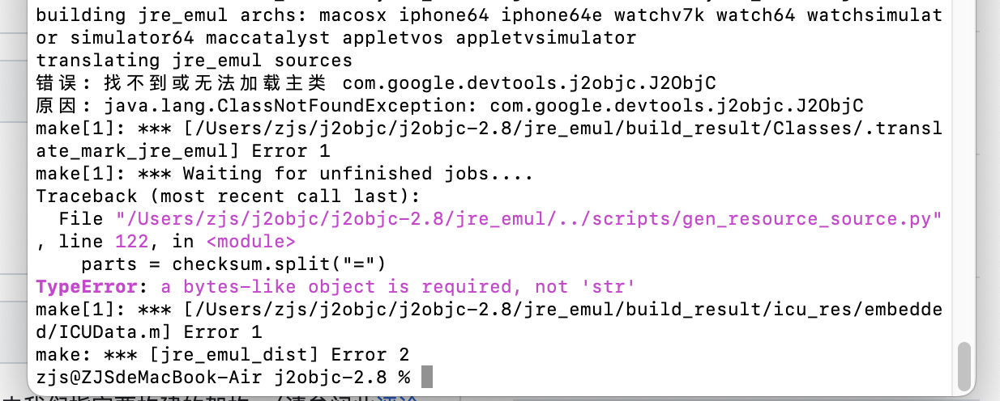 building jre_emul archs: macosx iphone64 iphone64e watchv7k watch64 watchsimulat
or simulator64 maccatalyst appletvos appletvsimulator
translating jre_emul sources
错误: 找不到或无法加载主类 com.google.devtools.j2objc.J2ObjC
原因: java.lang.ClassNotFoundException: com.google.devtools.j2objc.J2ObjC
make[1]: *** [/Users/zjs/j2objc/j2objc-2.8/jre_emul/build_result/Classes/.transl
ate_mark_jre_emul] Error 1
make[1]: *** Waiting for unfinished jobs....
Traceback (most recent call last):
  File "/Users/zjs/j2objc/j2objc-2.8/jre_emul/../scripts/gen_resource_source.py"
, line 122, in <module>
    parts = checksum.split("=")
TypeError: a bytes-like object is required, not 'str'
make[1]: *** [/Users/zjs/j2objc/j2objc-2.8/jre_emul/build_result/icu_res/embedde
d/ICUData.m] Error 1
make: *** [jre_emul_dist] Error 2
zjs@ZJSdeMacBook-Air j2objc-2.8 %